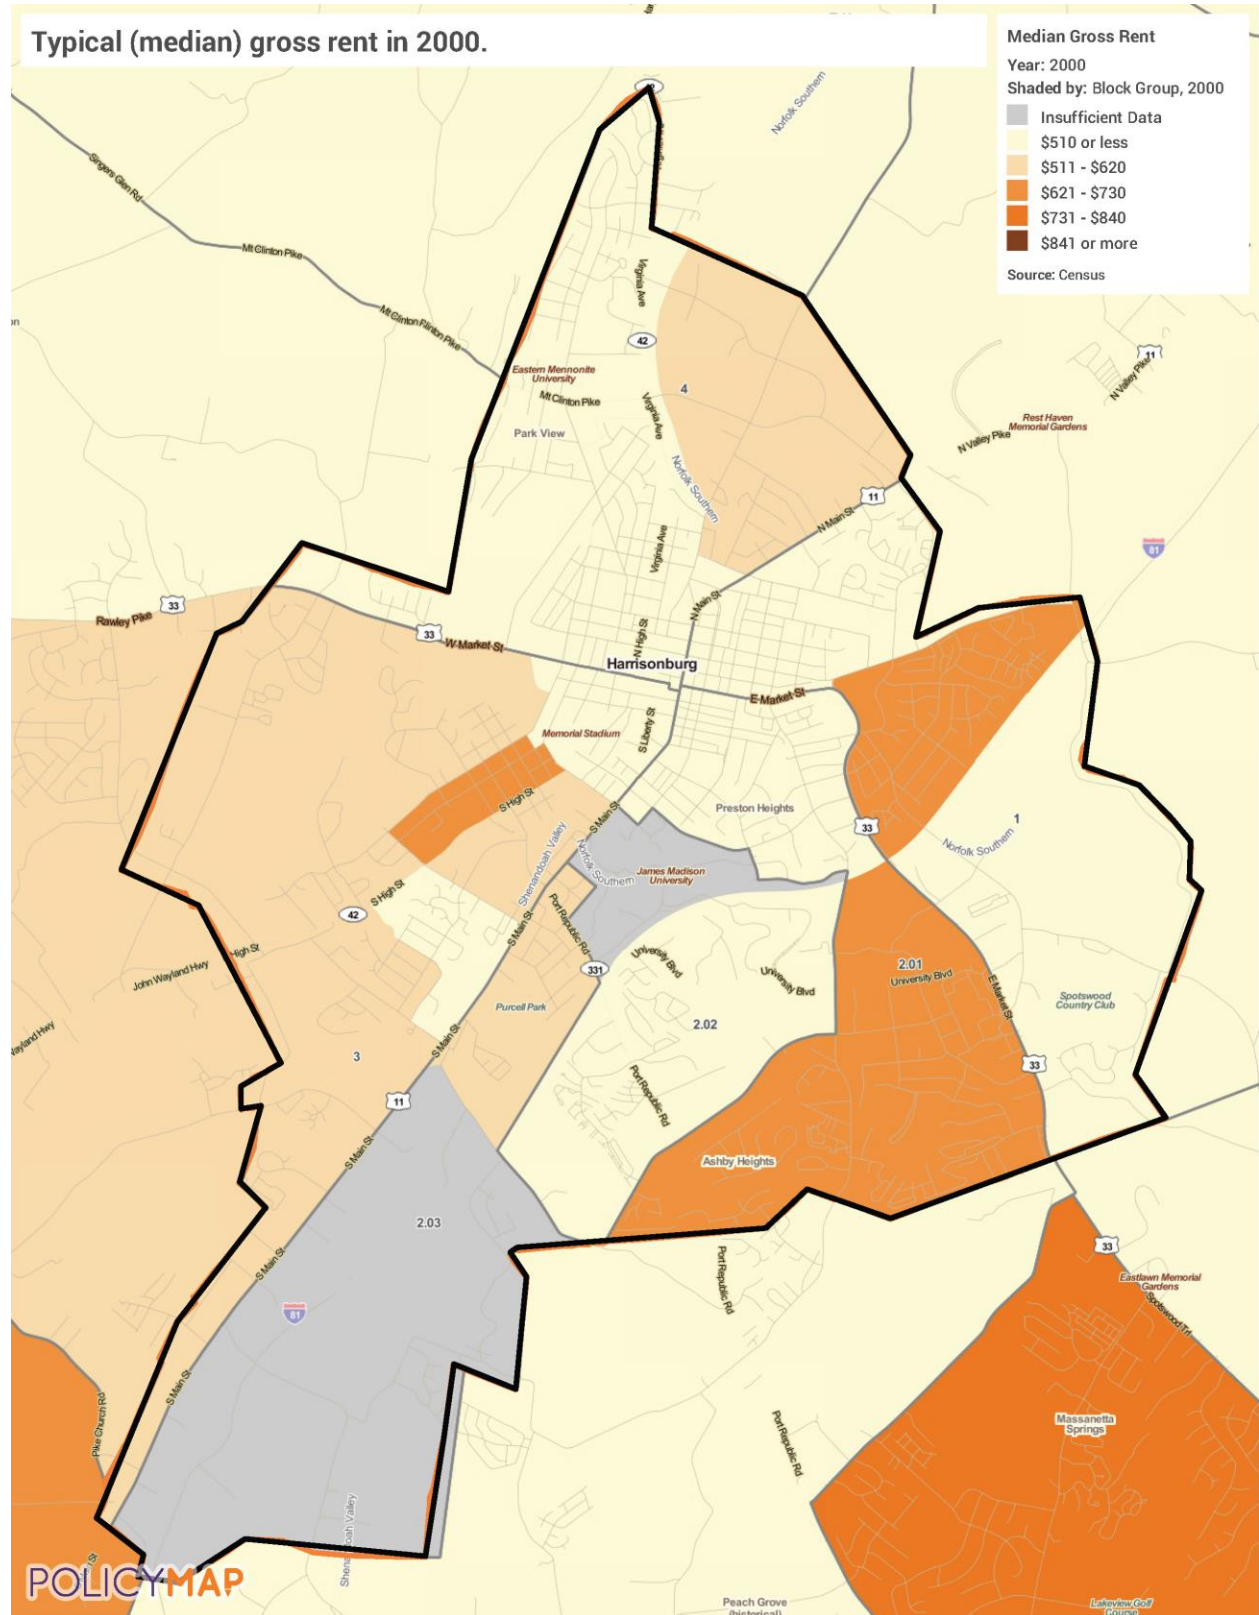 Typical (median) gross rent in 2000.
Median Gross Rent
Year: 2000
Shaded by: Block Group, 2000
Insufficient Data
$510 or less
$511 - $620
$621 - $730
$731 - $840
$841 or more
Source: Census
Norfolk Southern
Singers Glen Rd
Mt Clinton Pike
Virginia Ave
42
11
N Valley Pike
Eastern Mennonite
University
Mt Clinton Pike
4
Virginia Ave
Rest Haven
Memorial Gardens
N Valley Pike
Park View
Norfolk Southern
11
N Main St
Virginia Ave
81
33
Rawley Pike
33
W Market St
N High St
N Main St
Harrisonburg
E Market St
Memorial Stadium
S Liberty St
S High St
Preston Heights
S Main St
33
1
Norfolk Southern
Shenandoah Valley
Norfolk Southern
James Madison
University
S High St
42
S Main St
Port Republic Rd
High St
John Wayland Hwy
331
University Blvd
University Blvd
2.01
University Blvd
E Market St
Spotswood
Country Club
Purcell Park
2.02
Wayland Hwy
S Main St
3
33
Port Republic Rd
11
S Main St
Ashby Heights
2.03
S Main St
33
Port Republic Rd
Eastlawn Memorial
Gardens
Spotswood Trl
81
S Main St
Pike Church Rd
Massanetta
Springs
Port Republic Rd
Shenandoah Valley
POLICYMAP
Peach Grove
(historical)
Lakeview Golf
Course